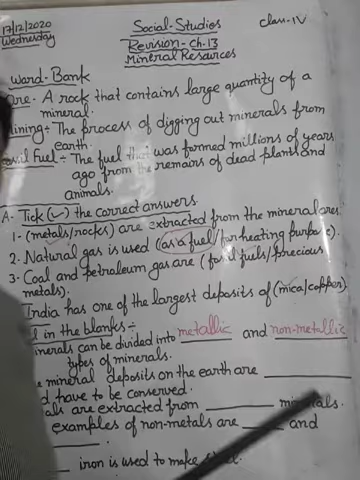 17/12/2020 Social-Studies Class-IV
Wednesday Revision-Ch.13
Mineral Resources
Word-Bank
Ore - A rock that contains large quantity of a
mineral.
Mining ÷ The process of digging out minerals from
earth.
Fossil Fuel ÷ The fuel that was formed millions of years
ago from the remains of dead plants and
animals.
A- Tick (✓) the correct answers.
1- (metals/rocks) are extracted from the mineral ores.
2. Natural gas is used (as a fuel/for heating purpose).
3. Coal and petroleum gas are (fossil fuels/precious
metals).
India has one of the largest deposits of (mica/copper).
in the blanks ÷
minerals can be divided into metallic and non-metallic
types of minerals.
mineral deposits on the earth are
have to be conserved.
are extracted from minerals.
examples of non-metals are and
iron is used to make